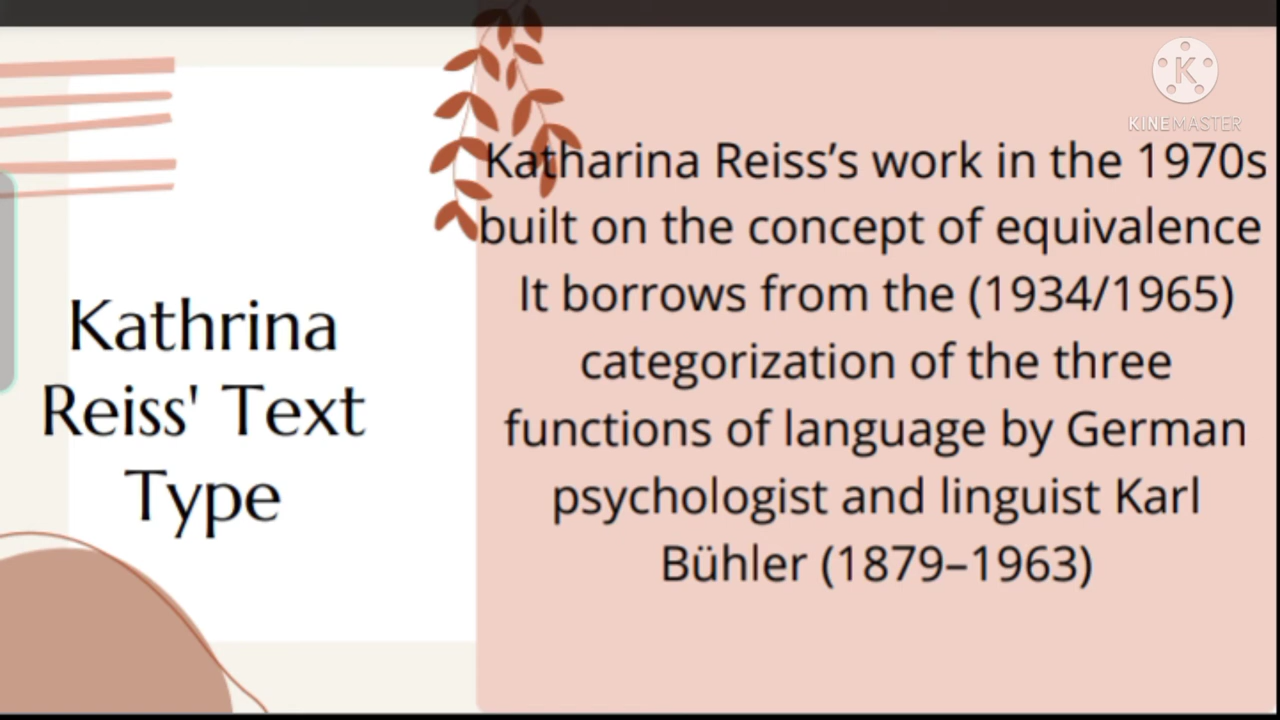 Kathrina
Reiss' Text
Type
KINEMASTER
Katharina Reiss’s work in the 1970s
built on the concept of equivalence
It borrows from the (1934/1965)
categorization of the three
functions of language by German
psychologist and linguist Karl
Bühler (1879–1963)